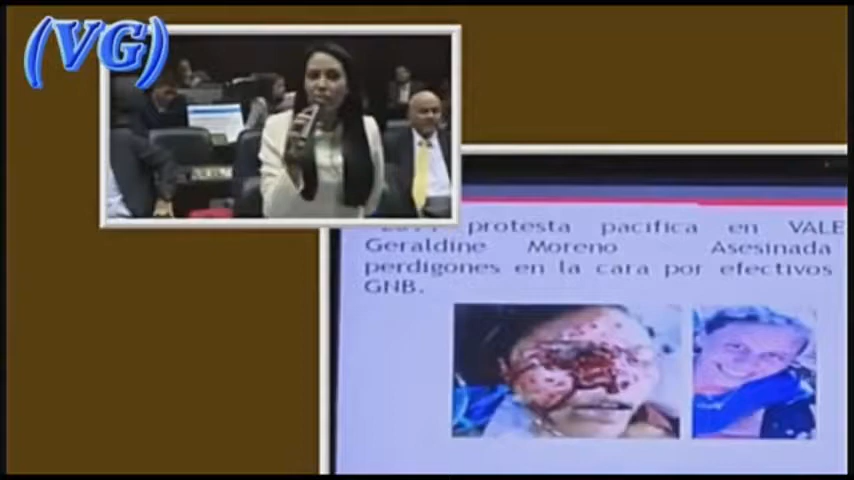 (VG)
protesta pacifica en VALE
Geraldine Moreno Asesinada
perdigones en la cara por efectivos
GNB.